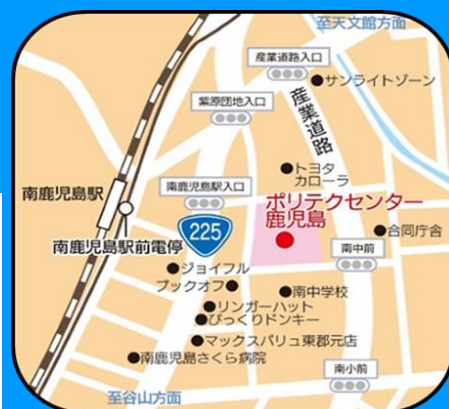 至天文館方面
産業道路入口
サンライトゾーン
紫原団地入口
産業道路
トヨタ
カローラ
南鹿児島駅入口
ポリテクセンター
鹿児島
南鹿児島駅
225
合同庁舎
南鹿児島駅前電停
南中前
ジョイフル
ブックオフ
南中学校
リンガーハット
びっくりドンキー
マックスバリュ東郡元店
南鹿児島さくら病院
南小前
至谷山方面